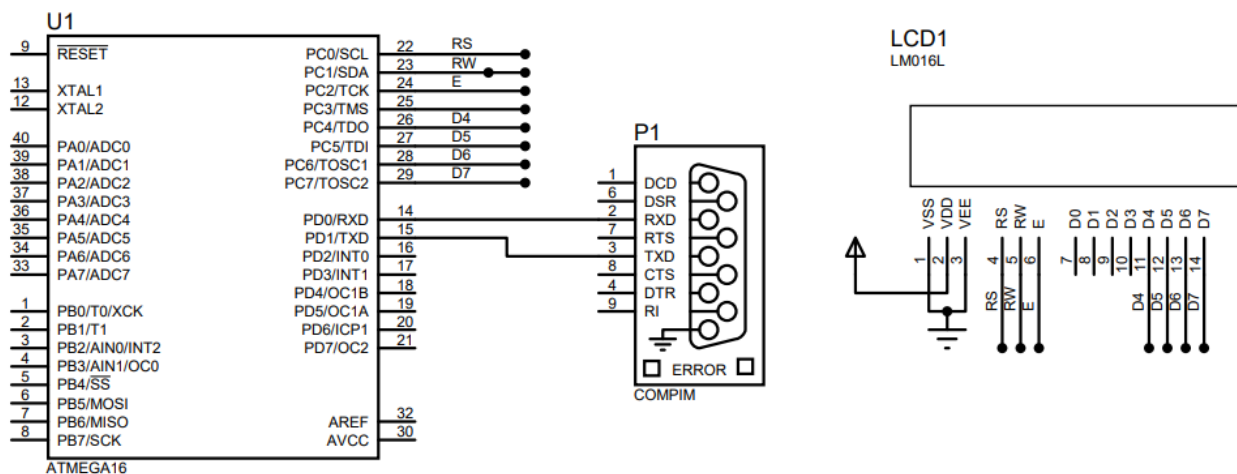 U1
9 RESET PC0/SCL 22 RS
PC1/SDA 23 RW
13 XTAL1 PC2/TCK 24 E
12 XTAL2 PC3/TMS 25
PC4/TDO 26 D4
40 PA0/ADC0 PC5/TDI 27 D5
39 PA1/ADC1 PC6/TOSC1 28 D6
38 PA2/ADC2 PC7/TOSC2 29 D7
37 PA3/ADC3
36 PA4/ADC4 PD0/RXD 14
35 PA5/ADC5 PD1/TXD 15
34 PA6/ADC6 PD2/INT0 16
33 PA7/ADC7 PD3/INT1 17
PD4/OC1B 18
1 PB0/T0/XCK PD5/OC1A 19
2 PB1/T1 PD6/ICP1 20
3 PB2/AIN0/INT2 PD7/OC2 21
4 PB3/AIN1/OC0
5 PB4/SS
6 PB5/MOSI
7 PB6/MISO AREF 32
8 PB7/SCK AVCC 30
ATMEGA16
P1
1 DCD
6 DSR
2 RXD
7 RTS
3 TXD
8 CTS
4 DTR
9 RI
ERROR
COMPIM
LCD1
LM016L
VSS VDD VEE RS RW E D0 D1 D2 D3 D4 D5 D6 D7
1 2 3 4 5 6 7 8 9 10 11 12 13 14
RS RW E D4 D5 D6 D7